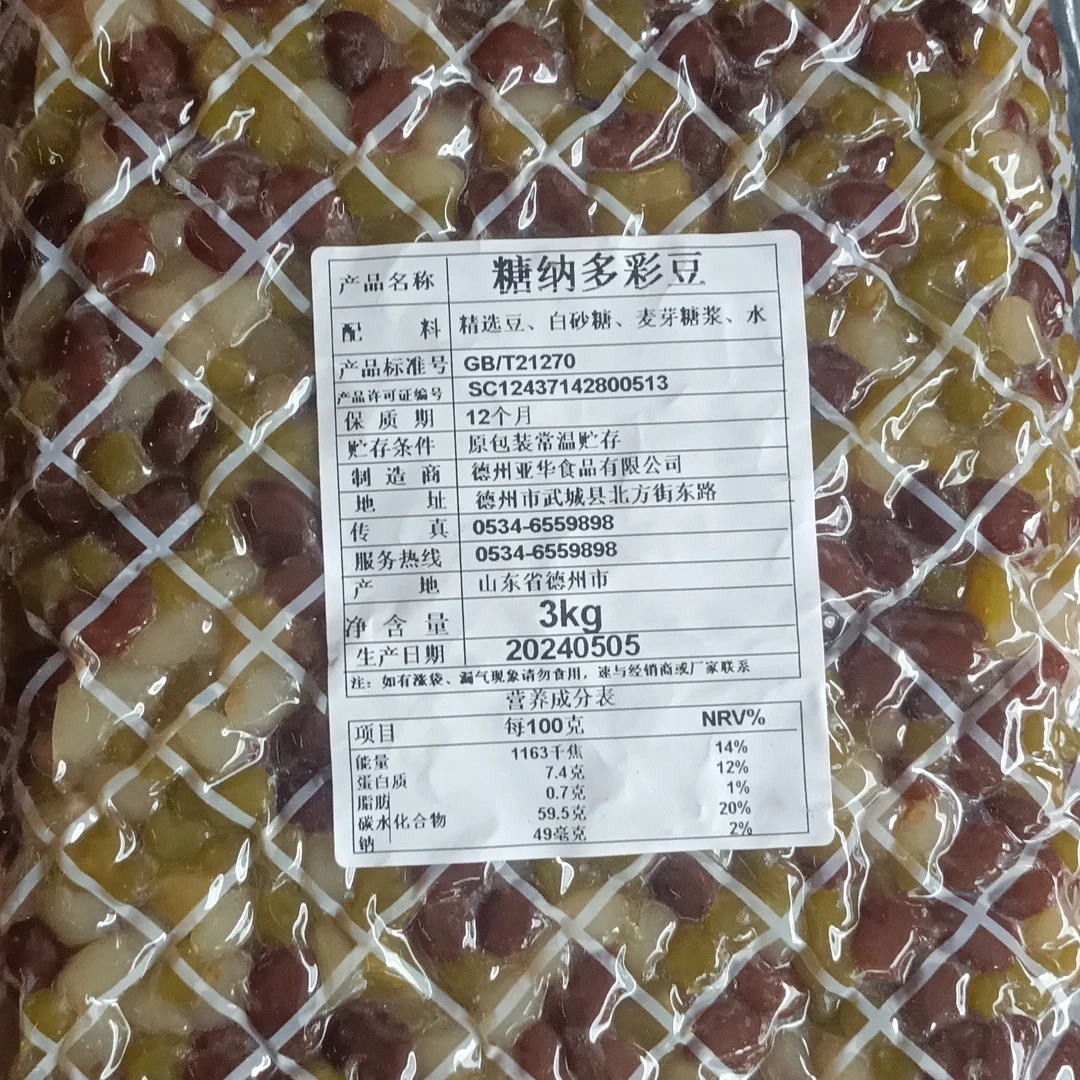 产品名称 糖纳多彩豆
配 料 精选豆、白砂糖、麦芽糖浆、水
产品标准号 GB/T21270
产品许可证编号 SC12437142800513
保 质 期 12个月
贮存条件 原包装常温贮存
制 造 商 德州亚华食品有限公司
地 址 德州市武城县北方街东路
传 真 0534-6559898
服务热线 0534-6559898
产 地 山东省德州市
净 含 量 3kg
生产日期 20240505
注：如有涨袋、漏气现象请勿食用，速与经销商或厂家联系
营养成分表
项目 每100克 NRV%
能量 1163千焦 14%
蛋白质 7.4克 12%
脂肪 0.7克 1%
碳水化合物 59.5克 20%
钠 49毫克 2%